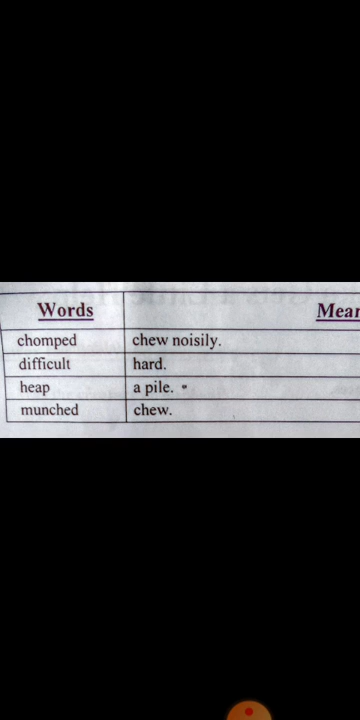 Words
chomped chew noisily.
difficult hard.
heap a pile.
munched chew.